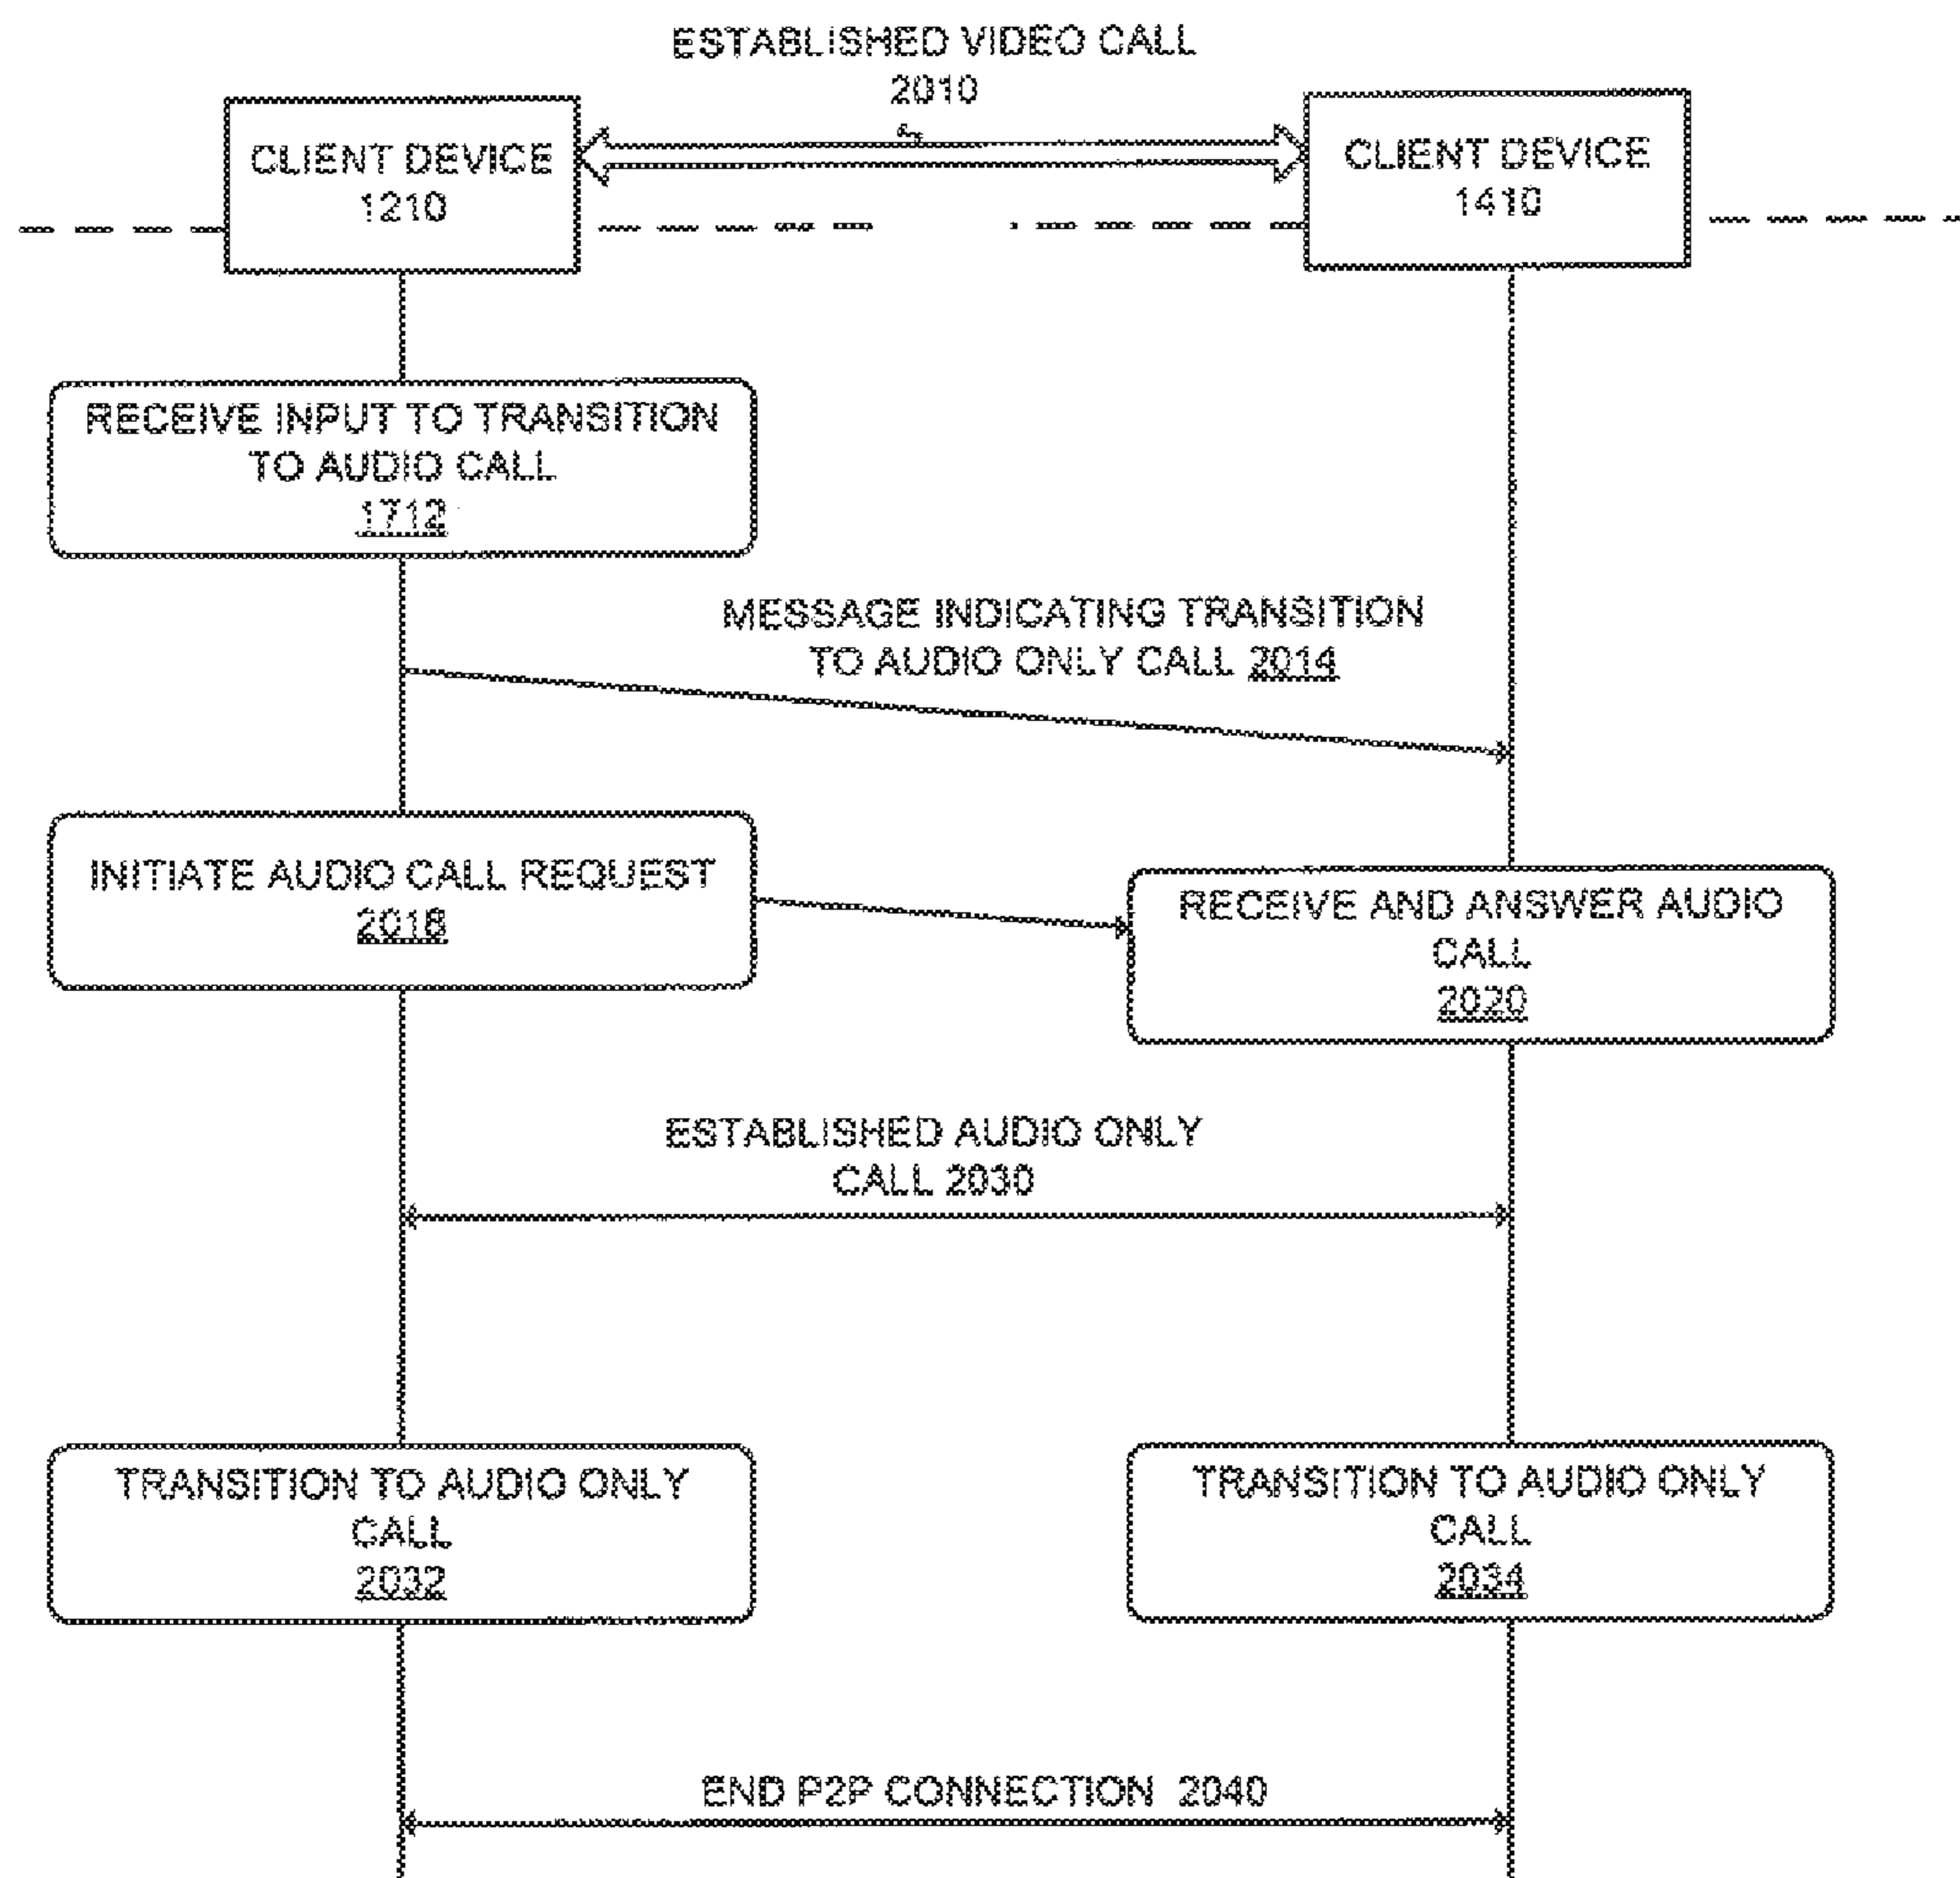 ESTABLISHED VIDEO CALL
2010
CLIENT DEVICE
1210
CLIENT DEVICE
1410
RECEIVE INPUT TO TRANSITION
TO AUDIO CALL
1712
MESSAGE INDICATING TRANSITION
TO AUDIO ONLY CALL 2014
INITIATE AUDIO CALL REQUEST
2018
RECEIVE AND ANSWER AUDIO
CALL
2020
ESTABLISHED AUDIO ONLY
CALL 2030
TRANSITION TO AUDIO ONLY
CALL
2032
TRANSITION TO AUDIO ONLY
CALL
2034
END P2P CONNECTION 2040